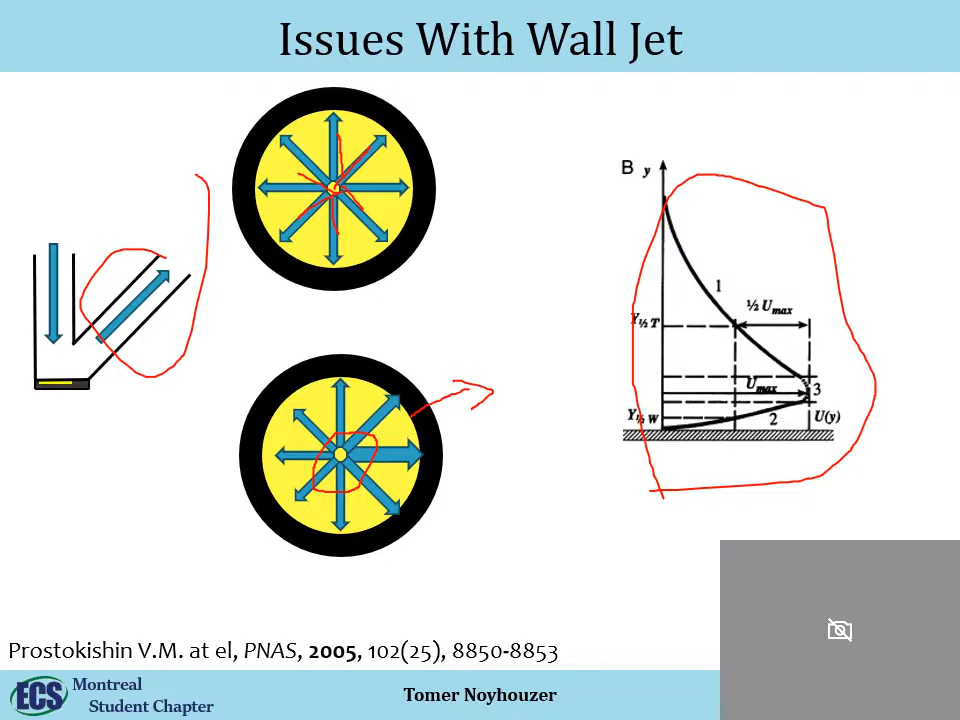 Issues With Wall Jet
B y
1
½ Umax
Y½ T
Umax
3
Y½ W
2
U(y)
Prostokishin V.M. at el, PNAS, 2005, 102(25), 8850-8853
ECS Montreal
Student Chapter
Tomer Noyhouzer